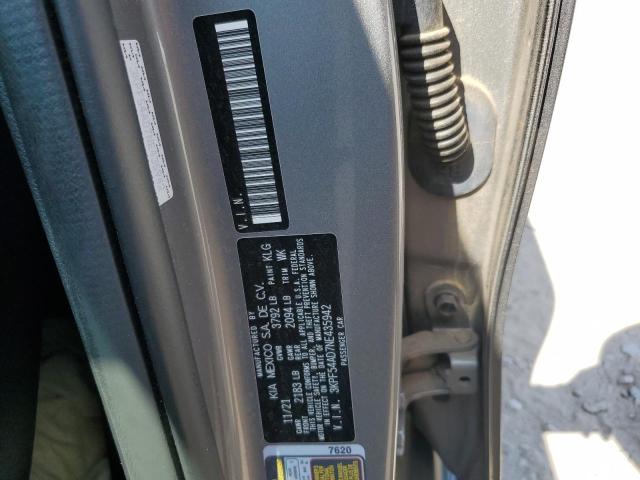 V.I.N.
MANUFACTURED BY
KIA MEXICO S.A. DE C.V.
11/21 GVWR 3792 LB PAINT KLG
GAWR FRONT 2183 LB GAWR REAR 2094 LB TRIM WK
THIS VEHICLE CONFORMS TO ALL APPLICABLE U.S.A. FEDERAL
MOTOR VEHICLE SAFETY, BUMPER, AND THEFT PREVENTION STANDARDS
IN EFFECT ON THE DATE OF MANUFACTURE SHOWN ABOVE.
V.I.N. : 3KPF54AD7NE435942
PASSENGER CAR
7620